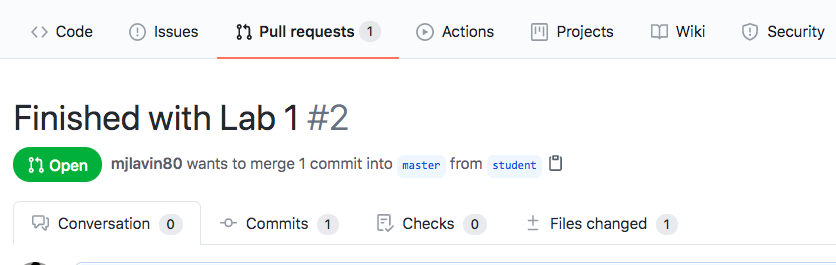 Code Issues Pull requests 1 Actions Projects Wiki Security
Finished with Lab 1 #2
Open mjlavin80 wants to merge 1 commit into master from student
Conversation 0 Commits 1 Checks 0 Files changed 1